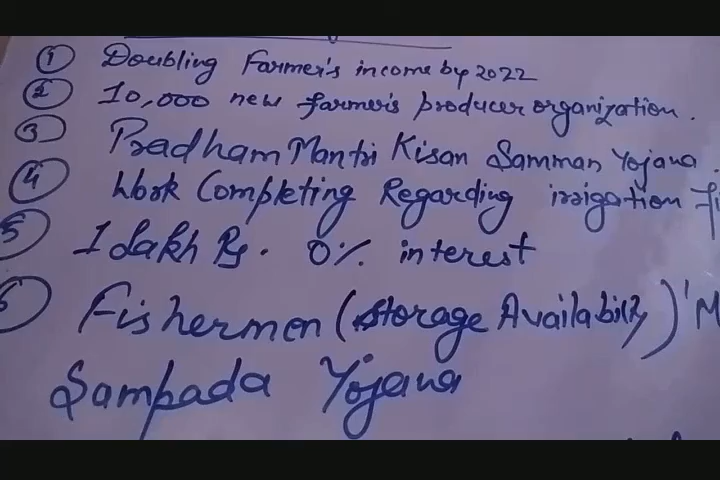 ① Doubling Farmer's income by 2022
② 10,000 new farmer's producer organization.
③ Pradham Mantri Kisan Samman Yojana.
④ Work Completing Regarding irrigation
⑤ 1 Lakh Rs. 0% interest
⑥ Fishermen (storage Availability) 'M
Sampada Yojana